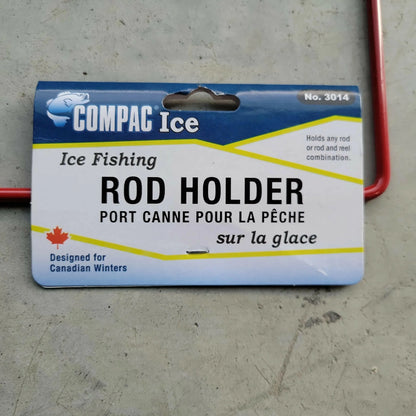 No. 3014
COMPAC® Ice
Holds any rod
or rod and reel
combination.
Ice Fishing
ROD HOLDER
PORT CANNE POUR LA PÊCHE
sur la glace
Designed for
Canadian Winters